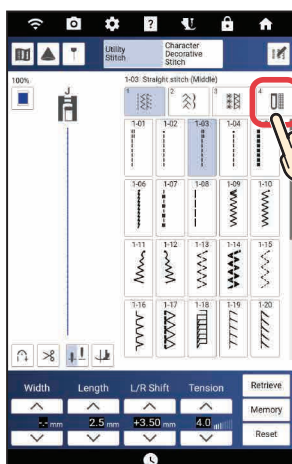 ?
Utility Stitch
Character Decorative Stitch
100%
J
1-03 Straight stitch (Middle)
1 2 3 4
1-01 1-02 1-03 1-04
1-06 1-07 1-08 1-09 1-10
1-11 1-12 1-13 1-14 1-15
1-16 1-17 1-18 1-19 1-20
Width Length L/R Shift Tension
-.- mm 2.5 mm +3.50 mm 4.0
Retrieve
Memory
Reset